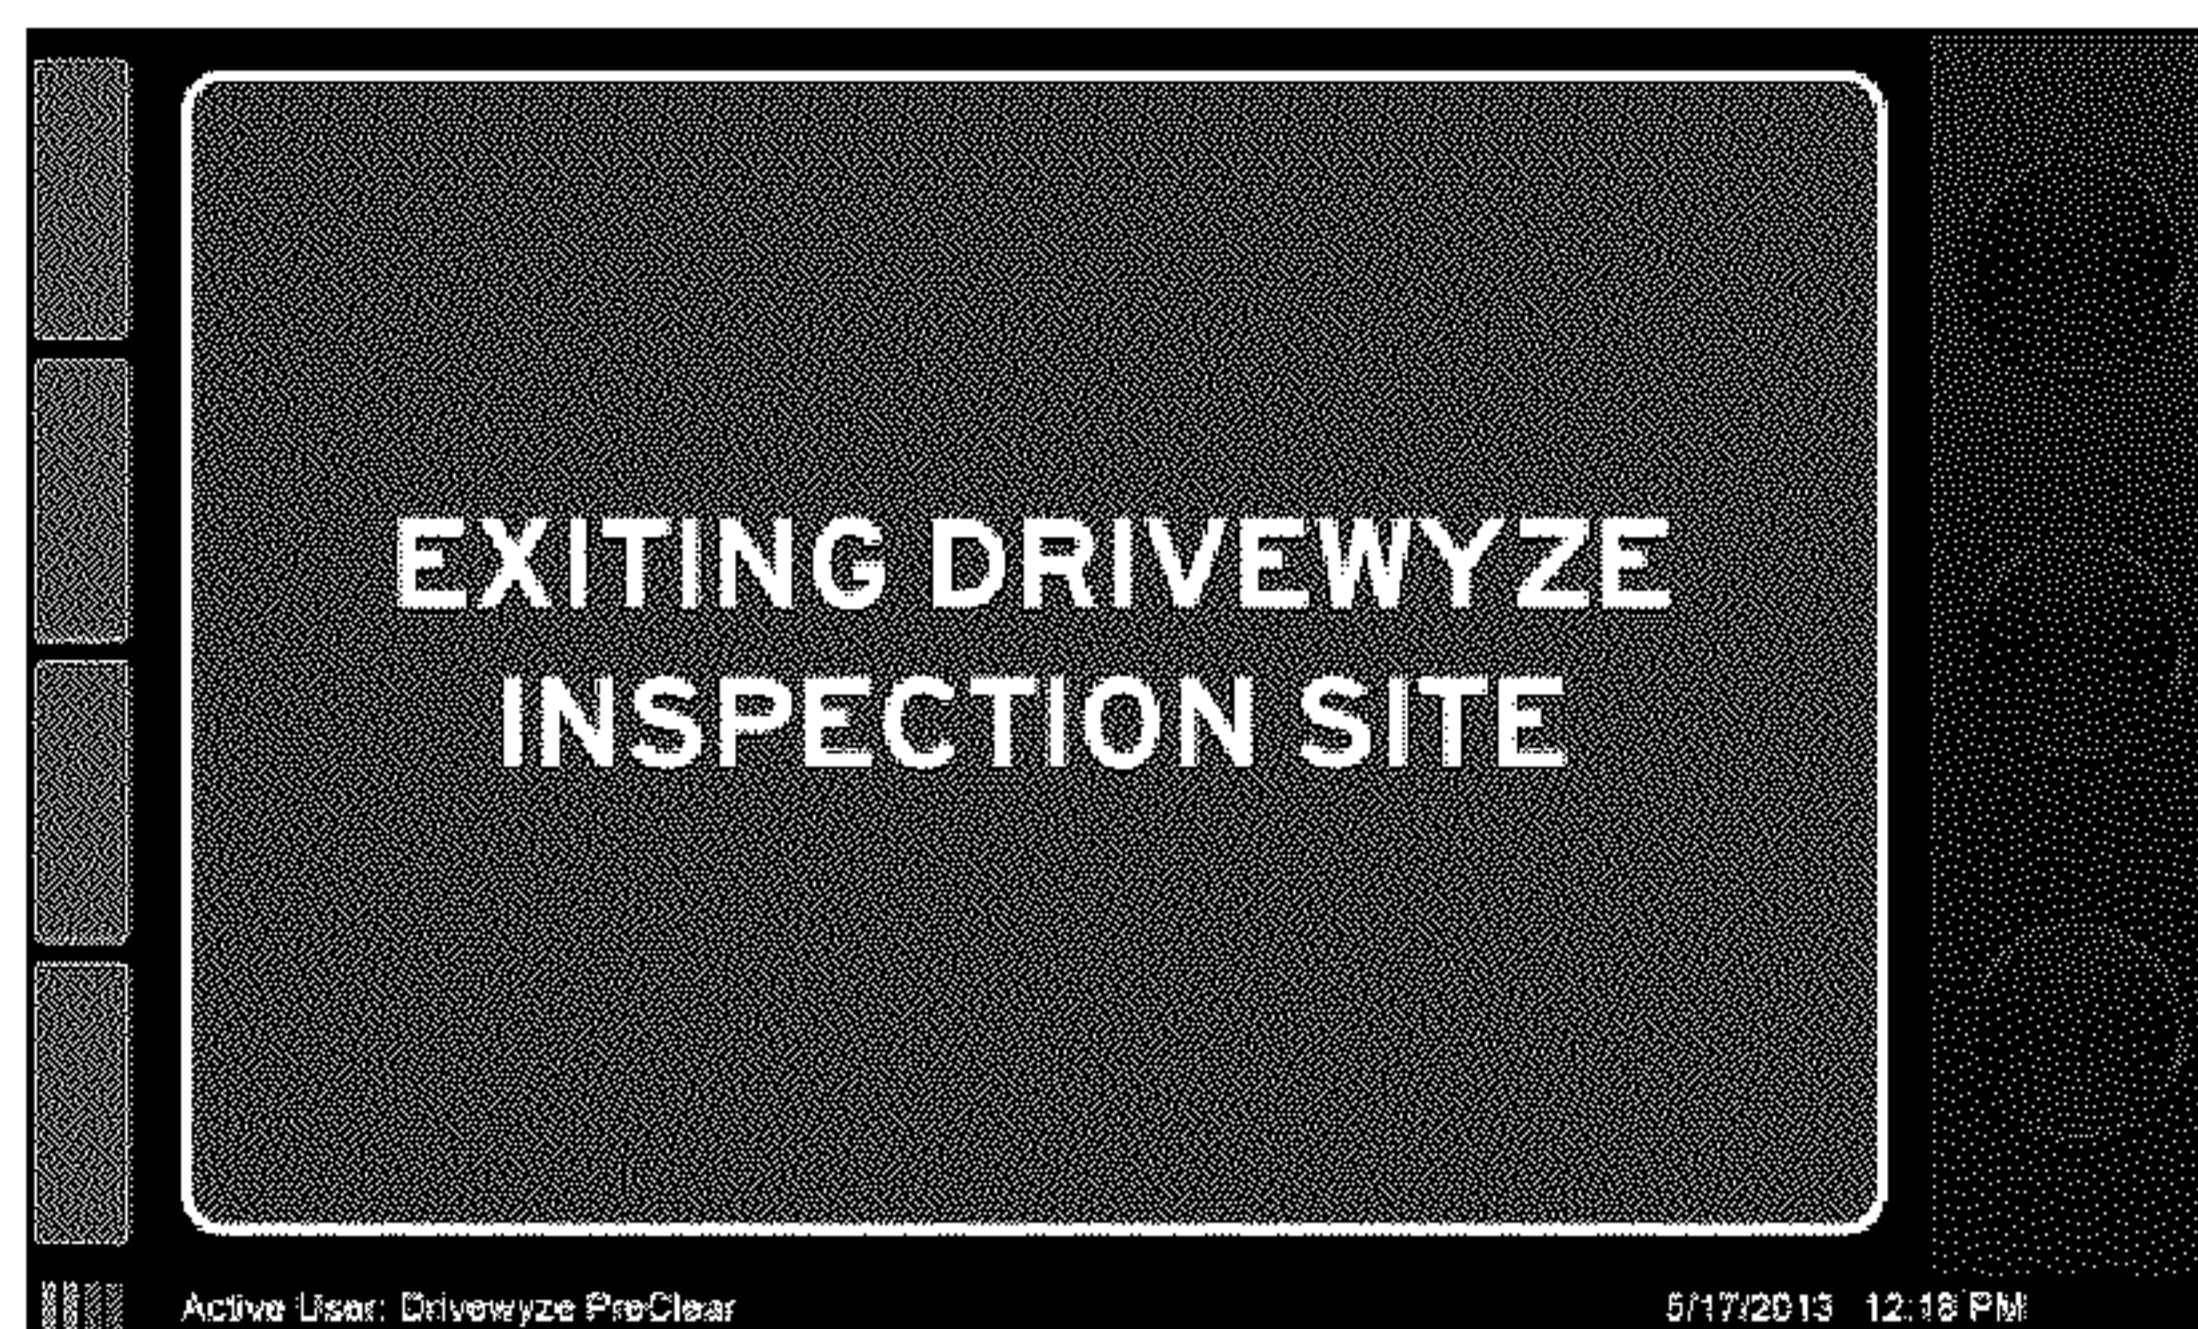 EXITING DRIVEWYZE
INSPECTION SITE
Active User: Drivewyze PreClear
5/17/2013 12:18 PM